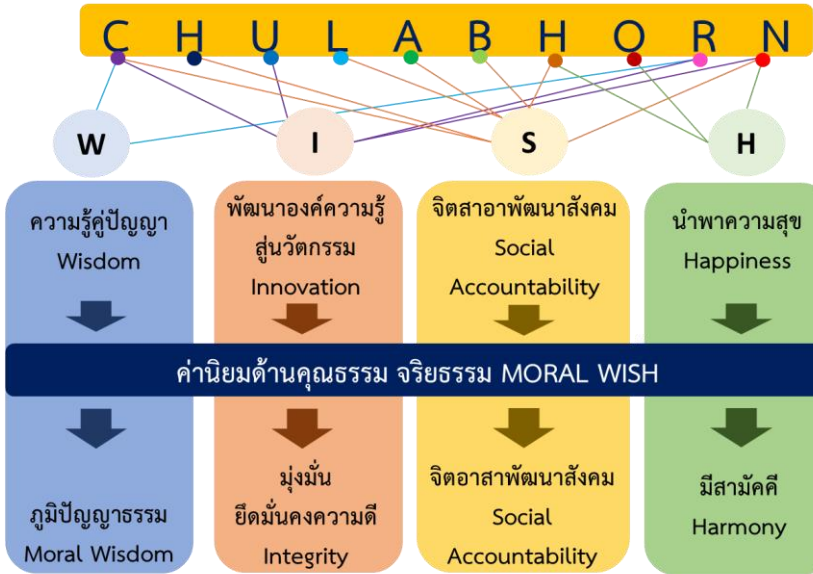 C H U L A B H O R N
W I S H
ความรู้คู่ปัญญา
Wisdom
พัฒนาองค์ความรู้
สู่นวัตกรรม
Innovation
จิตสาอาพัฒนาสังคม
Social
Accountability
นำพาความสุข
Happiness
ค่านิยมด้านคุณธรรม จริยธรรม MORAL WISH
ภูมิปัญญาธรรม
Moral Wisdom
มุ่งมั่น
ยึดมั่นคงความดี
Integrity
จิตอาสาพัฒนาสังคม
Social
Accountability
มีสามัคคี
Harmony